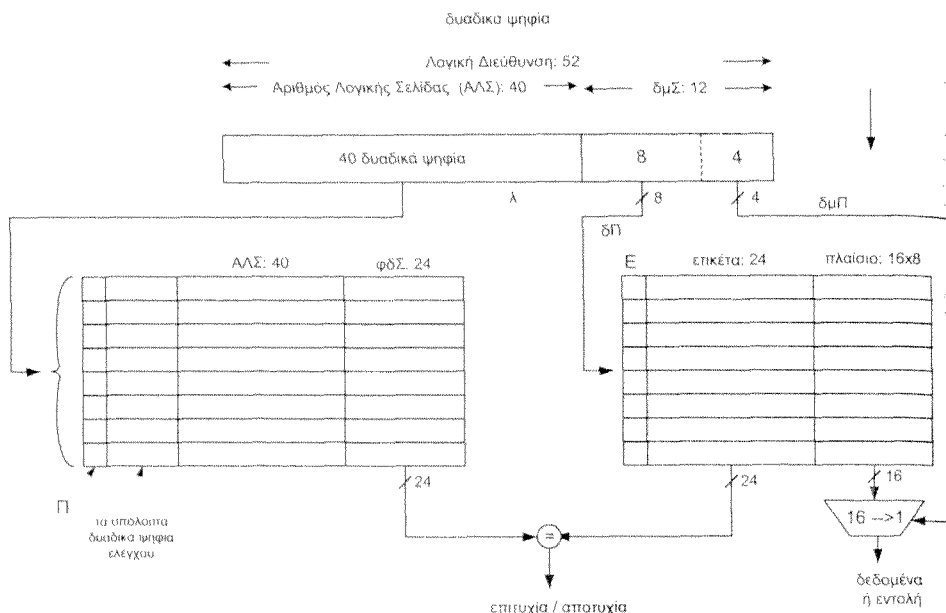 δυαδικα ψηφία
Λογική Διεύθυνση: 52
Αριθμός Λογικής Σελίδας (ΑΛΣ): 40
δμΣ: 12
40 δυαδικά ψηφία
8
4
λ
8
4
δμΠ
δΠ
ΑΛΣ: 40
φδΣ. 24
Ε
ετικέτα: 24
πλαίσιο: 16x8
24
24
16
Π
τα υπόλοιπα
δυαδικά ψηφία
ελέγχου
=
16 -->1
επιτυχία / αποτυχία
δεδομένα
ή εντολή